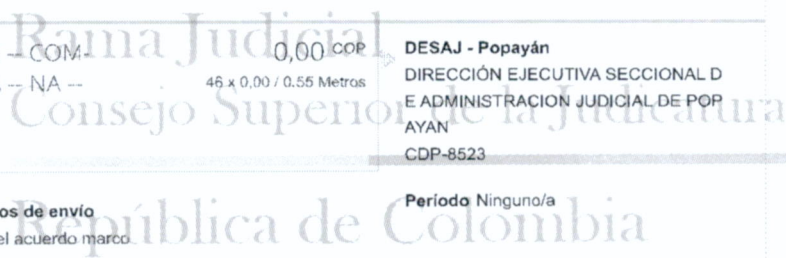 Rama Judicial
-- COM-
0,00 COP
-- NA --
46 x 0,00 / 0.55 Metros
DESAJ - Popayán
DIRECCIÓN EJECUTIVA SECCIONAL D
E ADMINISTRACION JUDICIAL DE POP
AYAN
CDP-8523
Consejo Superior de la Judicatura
os de envío
el acuerdo marco
Período Ninguno/a
República de Colombia